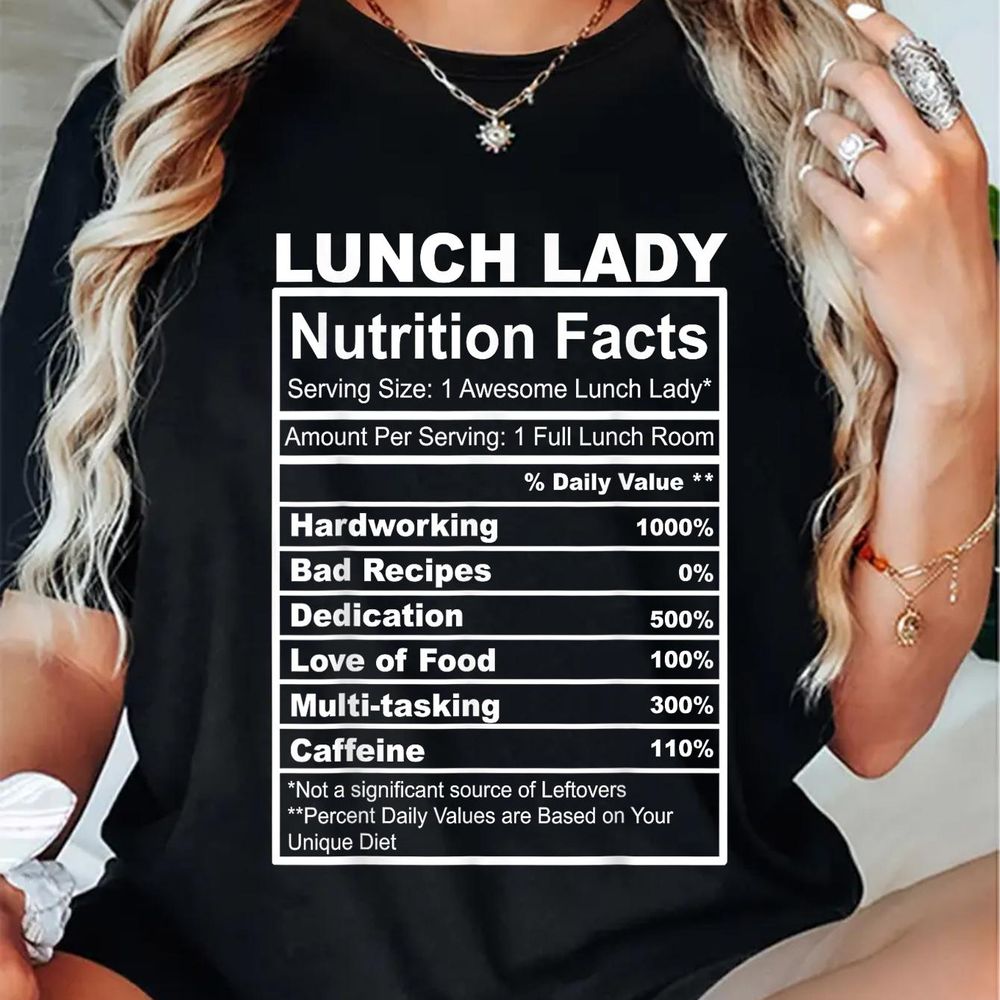 LUNCH LADY
Nutrition Facts
Serving Size: 1 Awesome Lunch Lady*
Amount Per Serving: 1 Full Lunch Room
% Daily Value **
Hardworking 1000%
Bad Recipes 0%
Dedication 500%
Love of Food 100%
Multi-tasking 300%
Caffeine 110%
*Not a significant source of Leftovers
**Percent Daily Values are Based on Your
Unique Diet